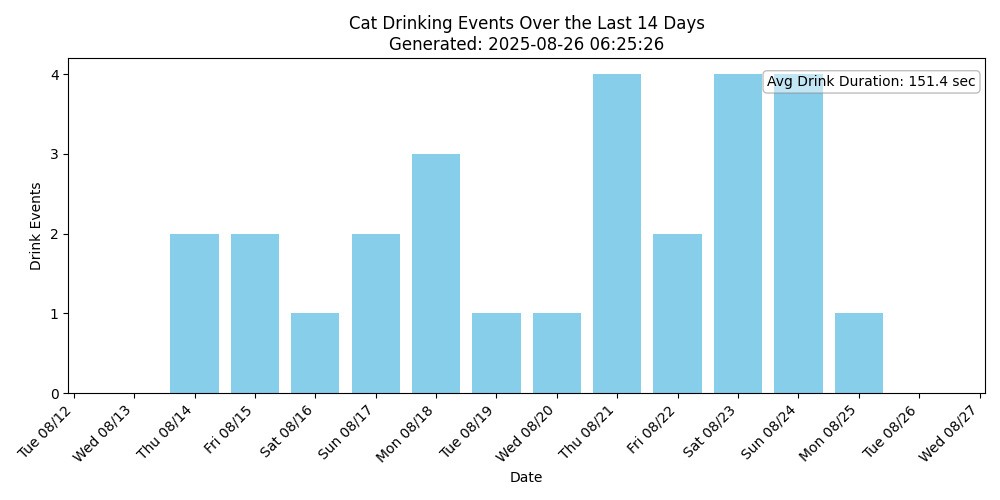 Cat Drinking Events Over the Last 14 Days
Generated: 2025-08-26 06:25:26
Avg Drink Duration: 151.4 sec
Drink Events
4
3
2
1
0
Tue 08/12
Wed 08/13
Thu 08/14
Fri 08/15
Sat 08/16
Sun 08/17
Mon 08/18
Tue 08/19
Wed 08/20
Thu 08/21
Fri 08/22
Sat 08/23
Sun 08/24
Mon 08/25
Tue 08/26
Wed 08/27
Date